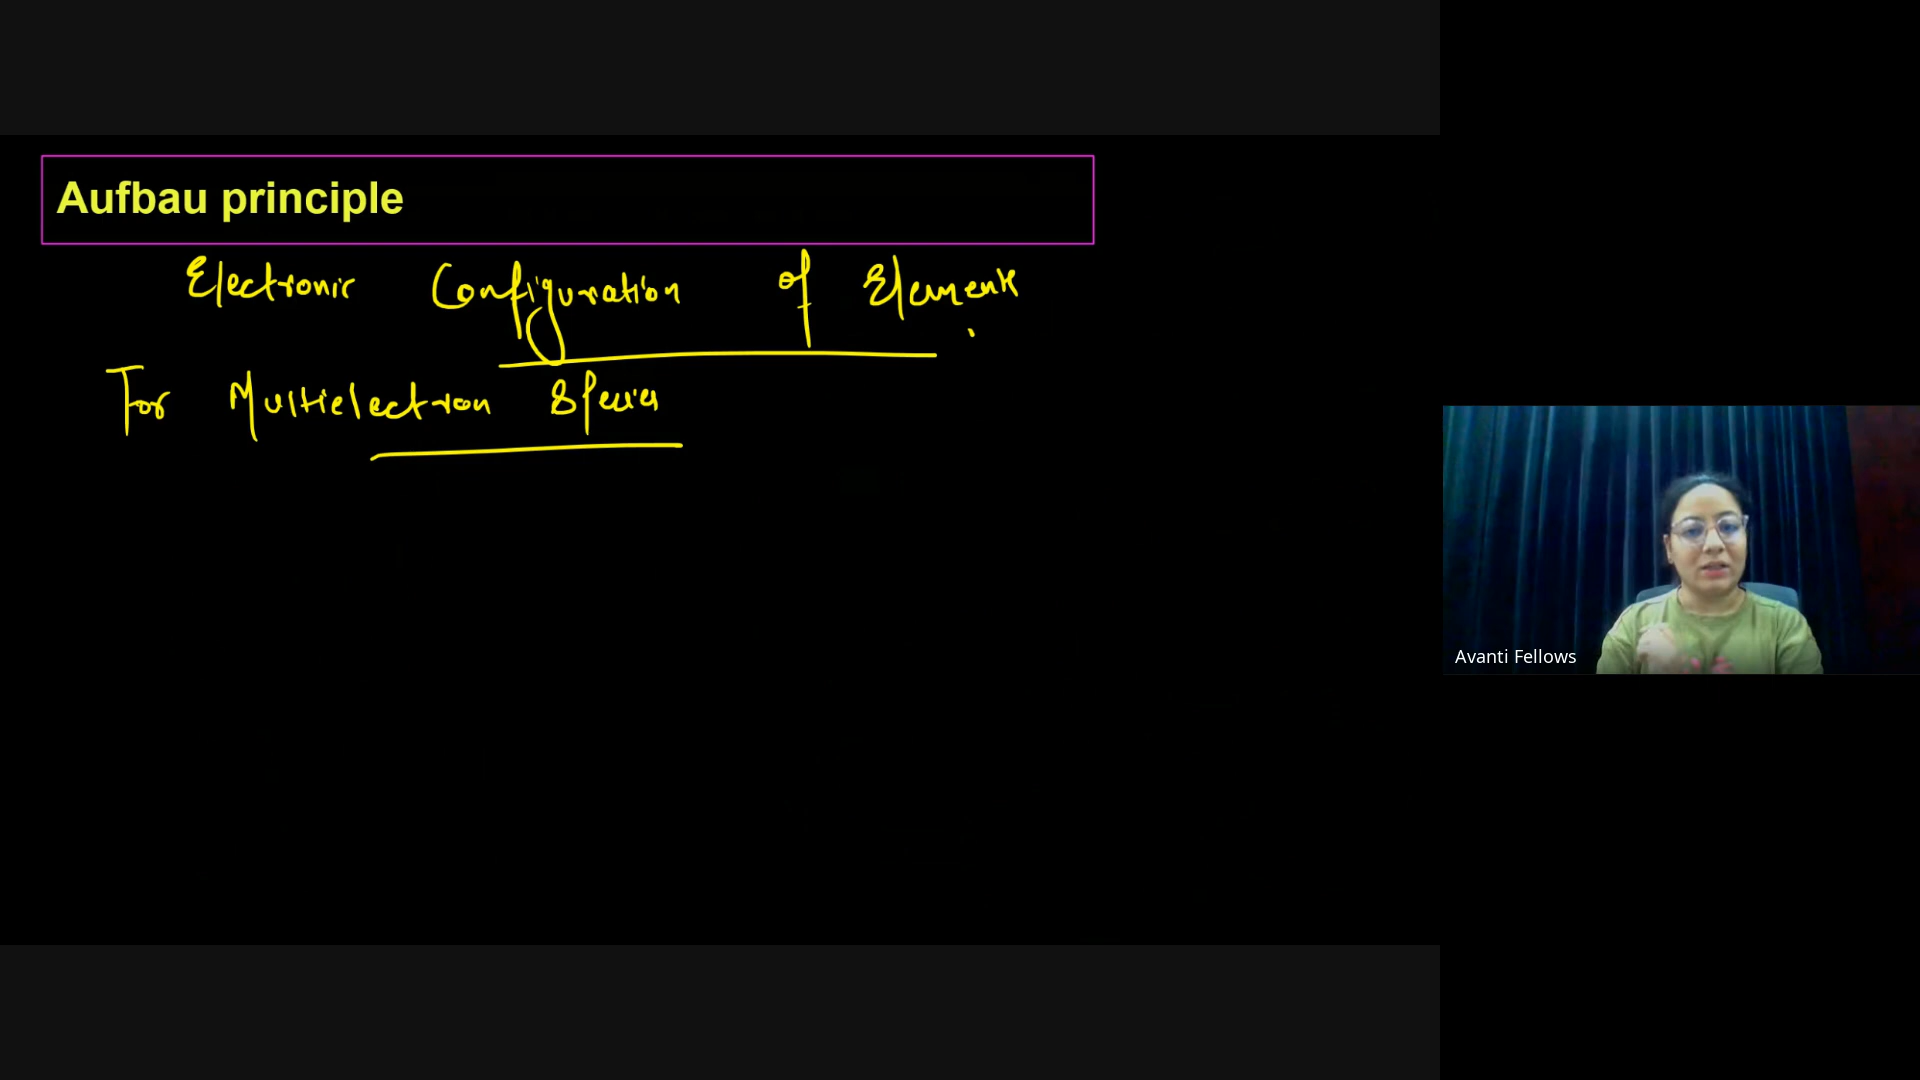 Aufbau principle
Electronic Configuration of Elements
For Multielectron Species
Avanti Fellows